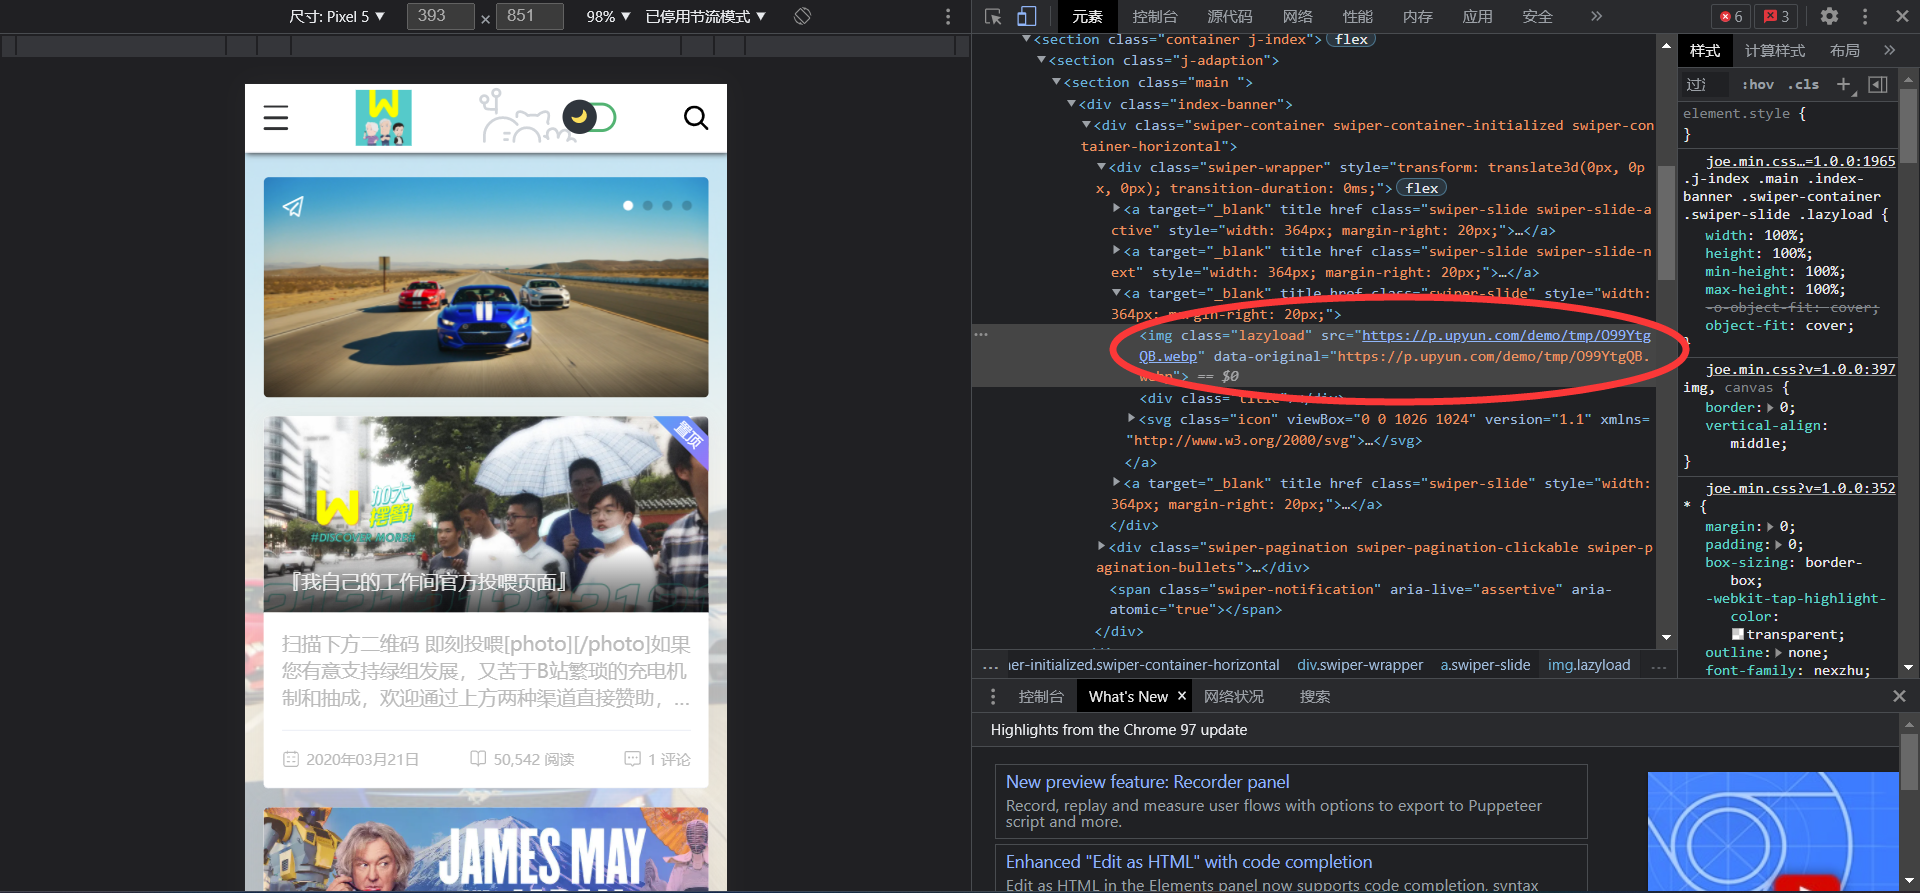 尺寸: Pixel 5 ▼ 393 × 851 98% ▼ 已停用节流模式 ▼
元素 控制台 源代码 网络 性能 内存 应用 安全 » 6 3
<section class="container j-index"> flex
<section class="j-adaption">
<section class="main ">
<div class="index-banner">
<div class="swiper-container swiper-container-initialized swiper-con
tainer-horizontal">
<div class="swiper-wrapper" style="transform: translate3d(0px, 0p
x, 0px); transition-duration: 0ms;"> flex
<a target="_blank" title href class="swiper-slide swiper-slide-a
ctive" style="width: 364px; margin-right: 20px;">…</a>
<a target="_blank" title href class="swiper-slide swiper-slide-n
ext" style="width: 364px; margin-right: 20px;">…</a>
<a target="_blank" title href class="swiper-slide" style="width:
364px; margin-right: 20px;">
<img class="lazyload" src="https://p.upyun.com/demo/tmp/O99Ytg
QB.webp" data-original="https://p.upyun.com/demo/tmp/O99YtgQB.
webp"> == $0
<div class="title"></div>
<svg class="icon" viewBox="0 0 1026 1024" version="1.1" xmlns=
"http://www.w3.org/2000/svg">…</svg>
</a>
<a target="_blank" title href class="swiper-slide" style="width:
364px; margin-right: 20px;">…</a>
</div>
<div class="swiper-pagination swiper-pagination-clickable swiper-p
agination-bullets">…</div>
<span class="swiper-notification" aria-live="assertive" aria-
atomic="true"></span>
</div>
... ner-initialized.swiper-container-horizontal div.swiper-wrapper a.swiper-slide img.lazyload ...
样式 计算样式 布局 »
:hov .cls +
element.style {
}
joe.min.css…=1.0.0:1965
.j-index .main .index-
banner .swiper-container
.swiper-slide .lazyload {
width: 100%;
height: 100%;
min-height: 100%;
max-height: 100%;
-o-object-fit: cover;
object-fit: cover;
}
joe.min.css?v=1.0.0:397
img, canvas {
border: 0;
vertical-align:
middle;
}
joe.min.css?v=1.0.0:352
* {
margin: 0;
padding: 0;
box-sizing: border-
box;
-webkit-tap-highlight-
color:
transparent;
outline: none;
font-family: nexzhu;
控制台 What's New × 网络状况 搜索
Highlights from the Chrome 97 update
New preview feature: Recorder panel
Record, replay and measure user flows with options to export to Puppeteer
script and more.
Enhanced "Edit as HTML" with code completion
Edit as HTML in the Elements panel now supports code completion, syntax
W
置顶
W 加大
摆臂!
#DISCOVER MORE#
『我自己的工作间官方投喂页面』
扫描下方二维码 即刻投喂[photo][/photo]如果
您有意支持绿组发展，又苦于B站繁琐的充电机
制和抽成，欢迎通过上方两种渠道直接赞助，...
2020年03月21日 50,542 阅读 1 评论
JAMES MAY